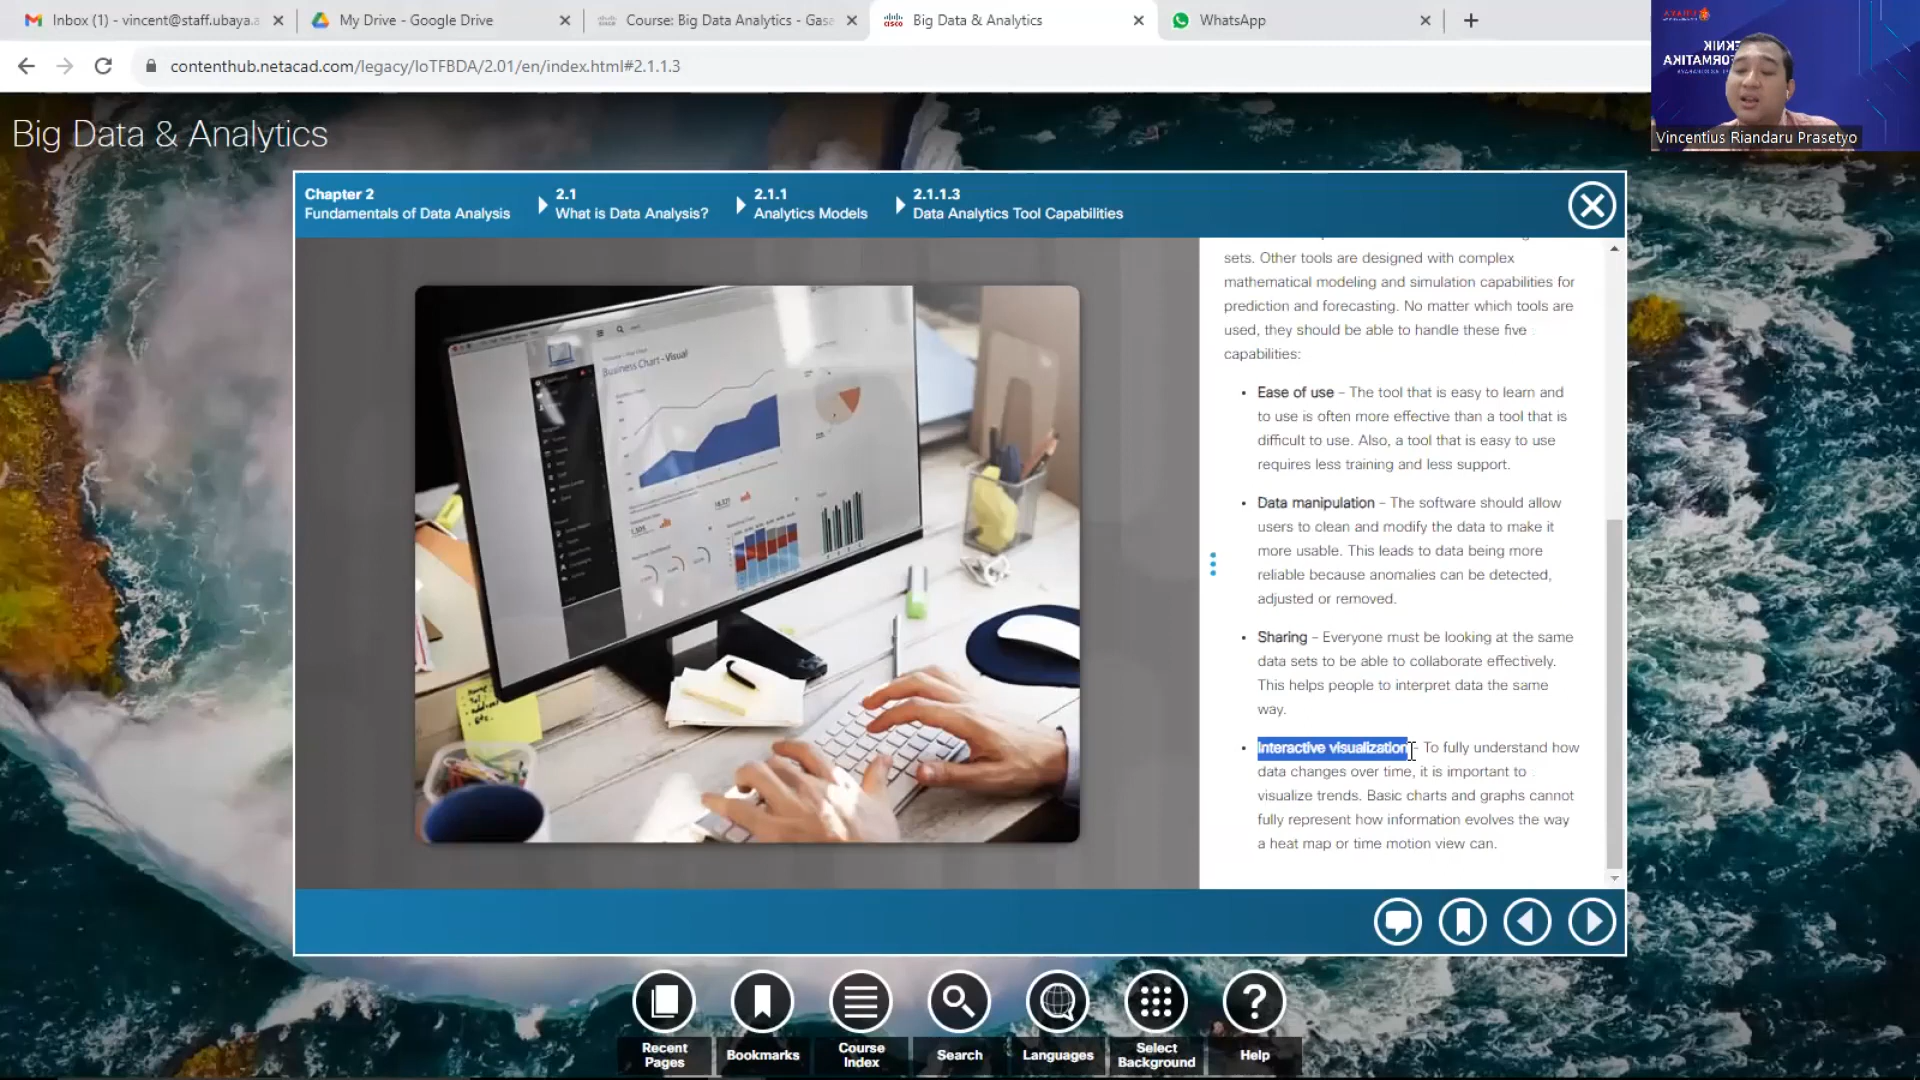 Inbox (1) - vincent@staff.ubaya.a
My Drive - Google Drive
Course: Big Data Analytics - Gasa
Big Data & Analytics
WhatsApp
contenthub.netacad.com/legacy/IoTFBDA/2.01/en/index.html#2.1.1.3
Vincentius Riandaru Prasetyo
Big Data & Analytics
Chapter 2
Fundamentals of Data Analysis
2.1
What is Data Analysis?
2.1.1
Analytics Models
2.1.1.3
Data Analytics Tool Capabilities
Business Chart - Visual
sets. Other tools are designed with complex
mathematical modeling and simulation capabilities for
prediction and forecasting. No matter which tools are
used, they should be able to handle these five
capabilities:
• Ease of use – The tool that is easy to learn and
to use is often more effective than a tool that is
difficult to use. Also, a tool that is easy to use
requires less training and less support.
• Data manipulation – The software should allow
users to clean and modify the data to make it
more usable. This leads to data being more
reliable because anomalies can be detected,
adjusted or removed.
• Sharing – Everyone must be looking at the same
data sets to be able to collaborate effectively.
This helps people to interpret data the same
way.
• Interactive visualization – To fully understand how
data changes over time, it is important to
visualize trends. Basic charts and graphs cannot
fully represent how information evolves the way
a heat map or time motion view can.
Recent
Pages
Bookmarks
Course
Index
Search
Languages
Select
Background
Help